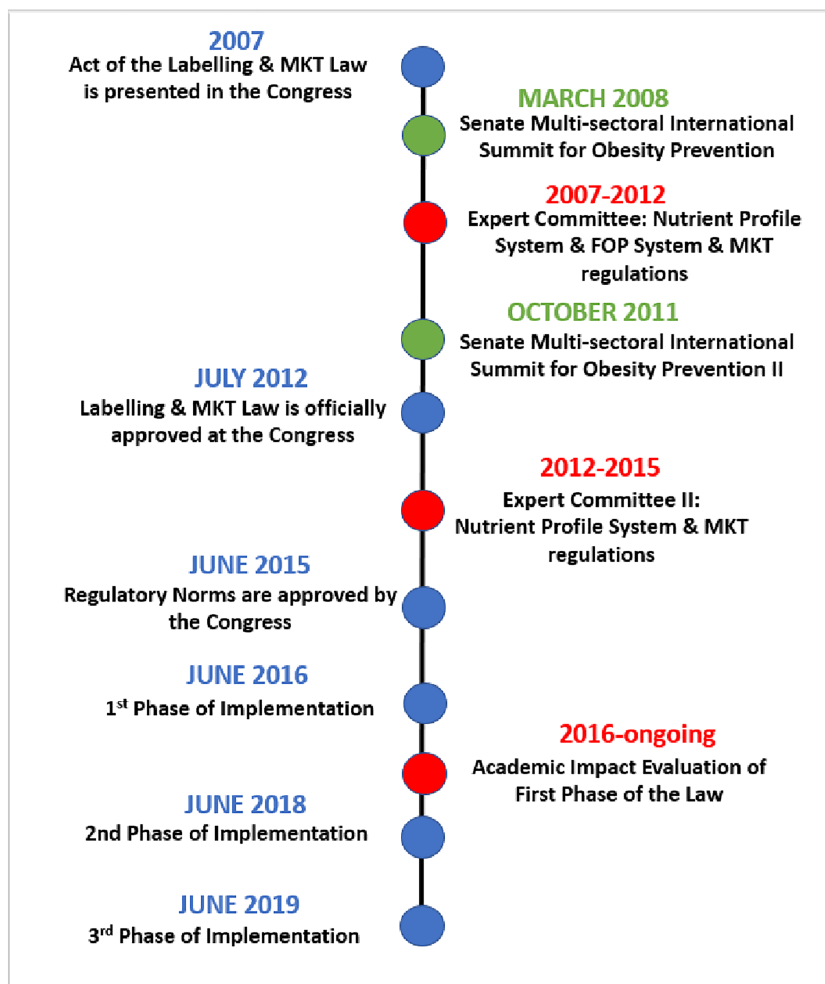 2007
Act of the Labelling & MKT Law
is presented in the Congress
MARCH 2008
Senate Multi-sectoral International
Summit for Obesity Prevention
2007-2012
Expert Committee: Nutrient Profile
System & FOP System & MKT
regulations
OCTOBER 2011
Senate Multi-sectoral International
Summit for Obesity Prevention II
JULY 2012
Labelling & MKT Law is officially
approved at the Congress
2012-2015
Expert Committee II:
Nutrient Profile System & MKT
regulations
JUNE 2015
Regulatory Norms are approved by
the Congress
JUNE 2016
1st Phase of Implementation
2016-ongoing
Academic Impact Evaluation of
First Phase of the Law
JUNE 2018
2nd Phase of Implementation
JUNE 2019
3rd Phase of Implementation